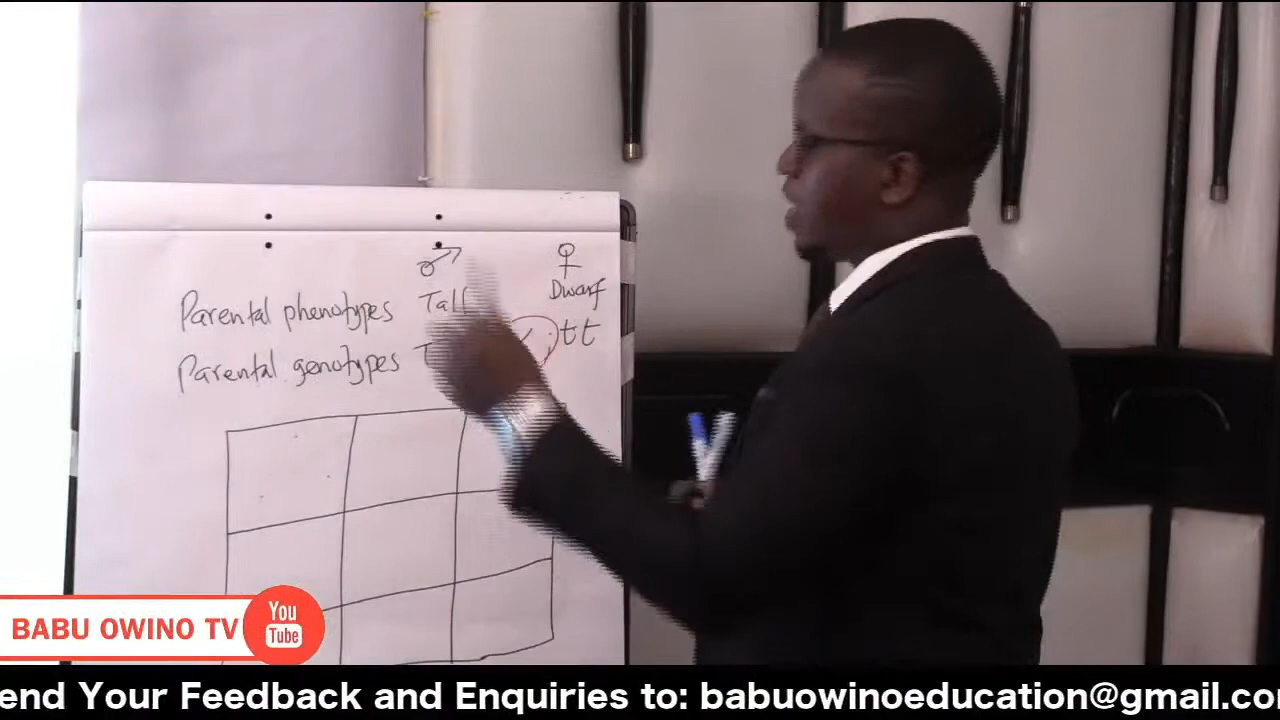 ♂ ♀
Tall Dwarf
Parental phenotypes
tt
Parental genotypes T
BABU OWINO TV
You
Tube
end Your Feedback and Enquiries to: babuowinoeducation@gmail.co